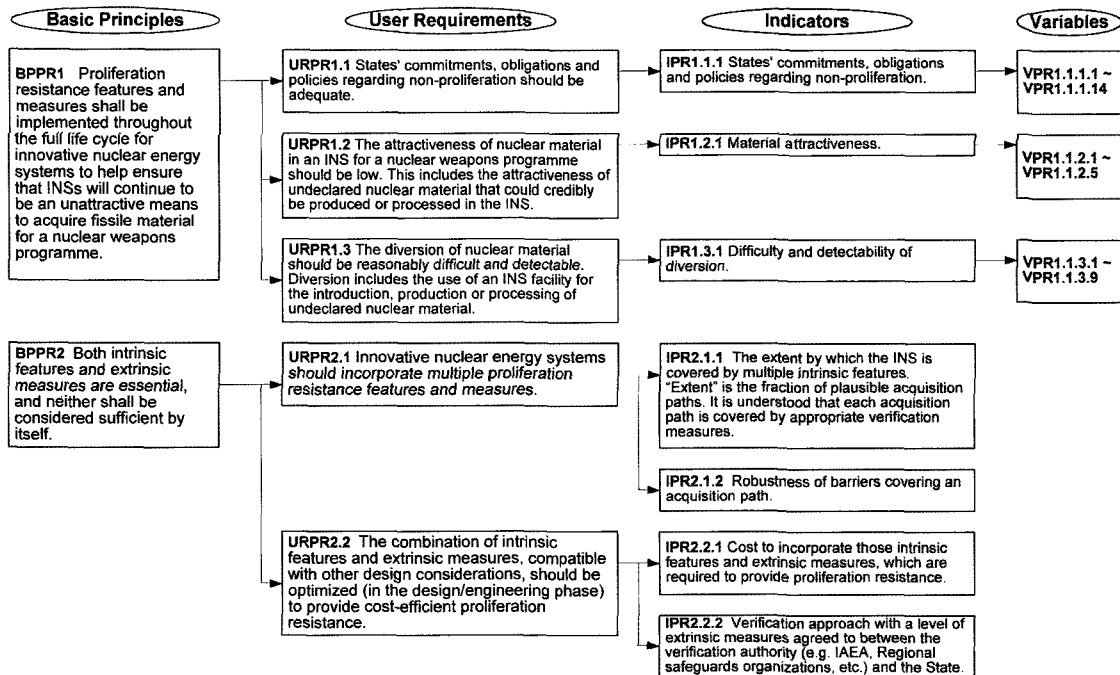 Basic Principles
User Requirements
Indicators
Variables
BPPR1 Proliferation
resistance features and
measures shall be
implemented throughout
the full life cycle for
innovative nuclear energy
systems to help ensure
that INSs will continue to
be an unattractive means
to acquire fissile material
for a nuclear weapons
programme.
URPR1.1 States' commitments, obligations and
policies regarding non-proliferation should be
adequate.
IPR1.1.1 States' commitments, obligations
and policies regarding non-proliferation.
VPR1.1.1.1 ~
VPR1.1.1.14
URPR1.2 The attractiveness of nuclear material
in an INS for a nuclear weapons programme
should be low. This includes the attractiveness of
undeclared nuclear material that could credibly
be produced or processed in the INS.
IPR1.2.1 Material attractiveness.
VPR1.1.2.1 ~
VPR1.1.2.5
URPR1.3 The diversion of nuclear material
should be reasonably difficult and detectable.
Diversion includes the use of an INS facility for
the introduction, production or processing of
undeclared nuclear material.
IPR1.3.1 Difficulty and detectability of
diversion.
VPR1.1.3.1 ~
VPR1.1.3.9
BPPR2 Both intrinsic
features and extrinsic
measures are essential,
and neither shall be
considered sufficient by
itself.
URPR2.1 Innovative nuclear energy systems
should incorporate multiple proliferation
resistance features and measures.
IPR2.1.1 The extent by which the INS is
covered by multiple intrinsic features.
"Extent" is the fraction of plausible acquisition
paths. It is understood that each acquisition
path is covered by appropriate verification
measures.
IPR2.1.2 Robustness of barriers covering an
acquisition path.
URPR2.2 The combination of intrinsic
features and extrinsic measures, compatible
with other design considerations, should be
optimized (in the design/engineering phase)
to provide cost-efficient proliferation
resistance.
IPR2.2.1 Cost to incorporate those intrinsic
features and extrinsic measures, which are
required to provide proliferation resistance.
IPR2.2.2 Verification approach with a level of
extrinsic measures agreed to between the
verification authority (e.g. IAEA, Regional
safeguards organizations, etc.) and the State.